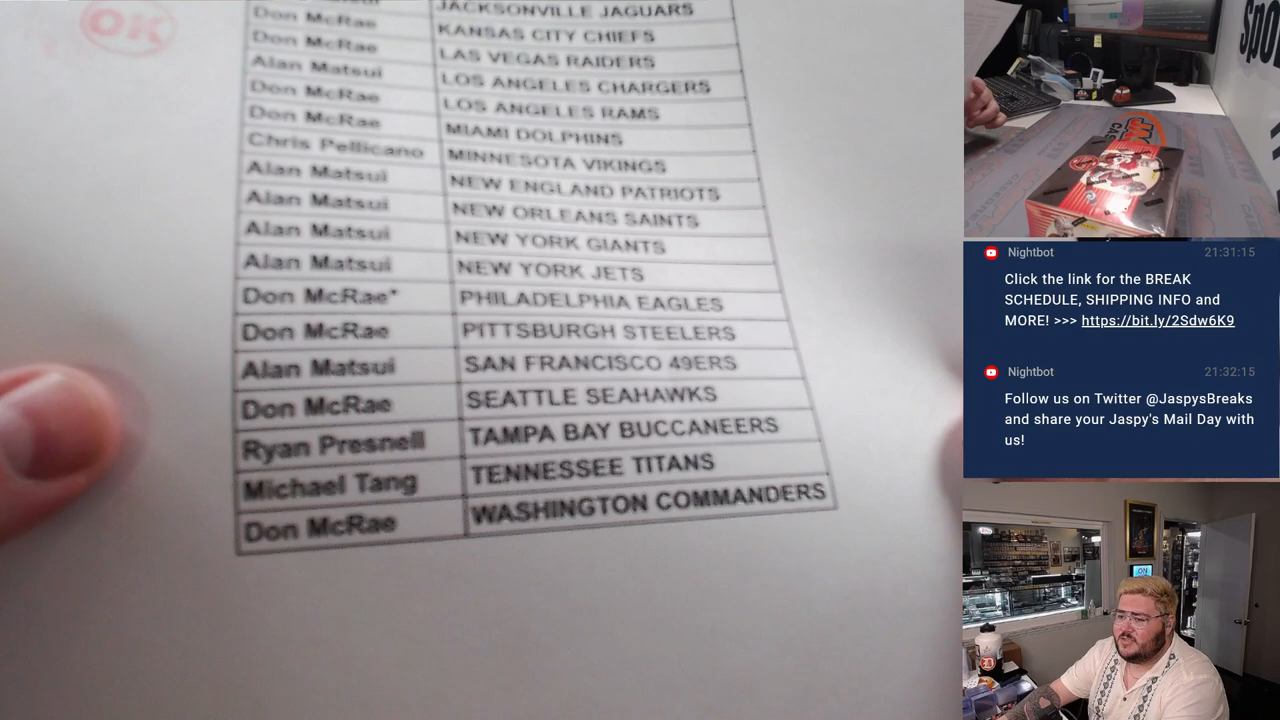 OK
JACKSONVILLE JAGUARS
Don McRae KANSAS CITY CHIEFS
Don McRae LAS VEGAS RAIDERS
Alan Matsui LOS ANGELES CHARGERS
Don McRae LOS ANGELES RAMS
Don McRae MIAMI DOLPHINS
Chris Pellicano MINNESOTA VIKINGS
Alan Matsui NEW ENGLAND PATRIOTS
Alan Matsui NEW ORLEANS SAINTS
Alan Matsui NEW YORK GIANTS
Alan Matsui NEW YORK JETS
Don McRae* PHILADELPHIA EAGLES
Don McRae PITTSBURGH STEELERS
Alan Matsui SAN FRANCISCO 49ERS
Don McRae SEATTLE SEAHAWKS
Ryan Presnell TAMPA BAY BUCCANEERS
Michael Tang TENNESSEE TITANS
Don McRae WASHINGTON COMMANDERS
Nightbot 21:31:15
Click the link for the BREAK
SCHEDULE, SHIPPING INFO and
MORE! >>> https://bit.ly/2Sdw6K9
Nightbot 21:32:15
Follow us on Twitter @JaspysBreaks
and share your Jaspy's Mail Day with
us!
ON